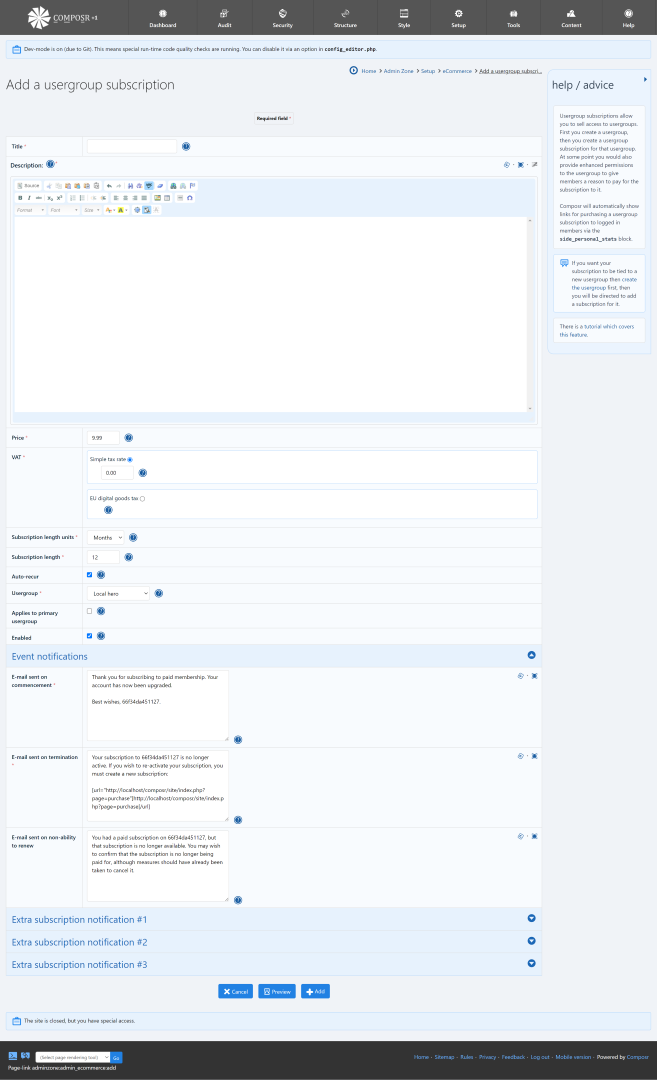 COMPOSR v11
Dashboard
Audit
Security
Structure
Style
Setup
Tools
Content
Help
Dev-mode is on (due to Git). This means special run-time code quality checks are running. You can disable it via an option in config_editor.php.
Home > Admin Zone > Setup > eCommerce > Add a usergroup subscri...
Add a usergroup subscription
Required field *
Title *
Description: *
Source
Format
Font
Size
Price *
9.99
VAT *
Simple tax rate
0.00
EU digital goods tax
Subscription length units *
Months
Subscription length *
12
Auto-recur
Usergroup *
Local hero
Applies to primary
usergroup
Enabled
Event notifications
E-mail sent on
commencement *
Thank you for subscribing to paid membership. Your
account has now been upgraded.
Best wishes, 66f34da451127.
E-mail sent on termination
*
Your subscription to 66f34da451127 is no longer
active. If you wish to re-activate your subscription, you
must create a new subscription:
[url="http://localhost/composr/site/index.php?
page=purchase"]http://localhost/composr/site/index.p
hp?page=purchase[/url]
E-mail sent on non-ability
to renew
You had a paid subscription on 66f34da451127, but
that subscription is no longer available. You may wish
to confirm that the subscription is no longer being
paid for, although measures should have already been
taken to cancel it.
Extra subscription notification #1
Extra subscription notification #2
Extra subscription notification #3
Cancel
Preview
Add
help / advice
Usergroup subscriptions allow
you to sell access to usergroups.
First you create a usergroup,
then you create a usergroup
subscription for that usergroup.
At some point you would also
provide enhanced permissions
to the usergroup to give
members a reason to pay for the
subscription to it.
Composr will automatically show
links for purchasing a usergroup
subscription to logged in
members via the
side_personal_stats block.
If you want your
subscription to be tied to a
new usergroup then create
the usergroup first, then
you will be directed to add
a subscription for it.
There is a tutorial which covers
this feature.
The site is closed, but you have special access.
(Select page rendering tool)
Go
Page-link: adminzone:admin_ecommerce:add
Home · Sitemap · Rules · Privacy · Feedback · Log out · Mobile version · Powered by Composr